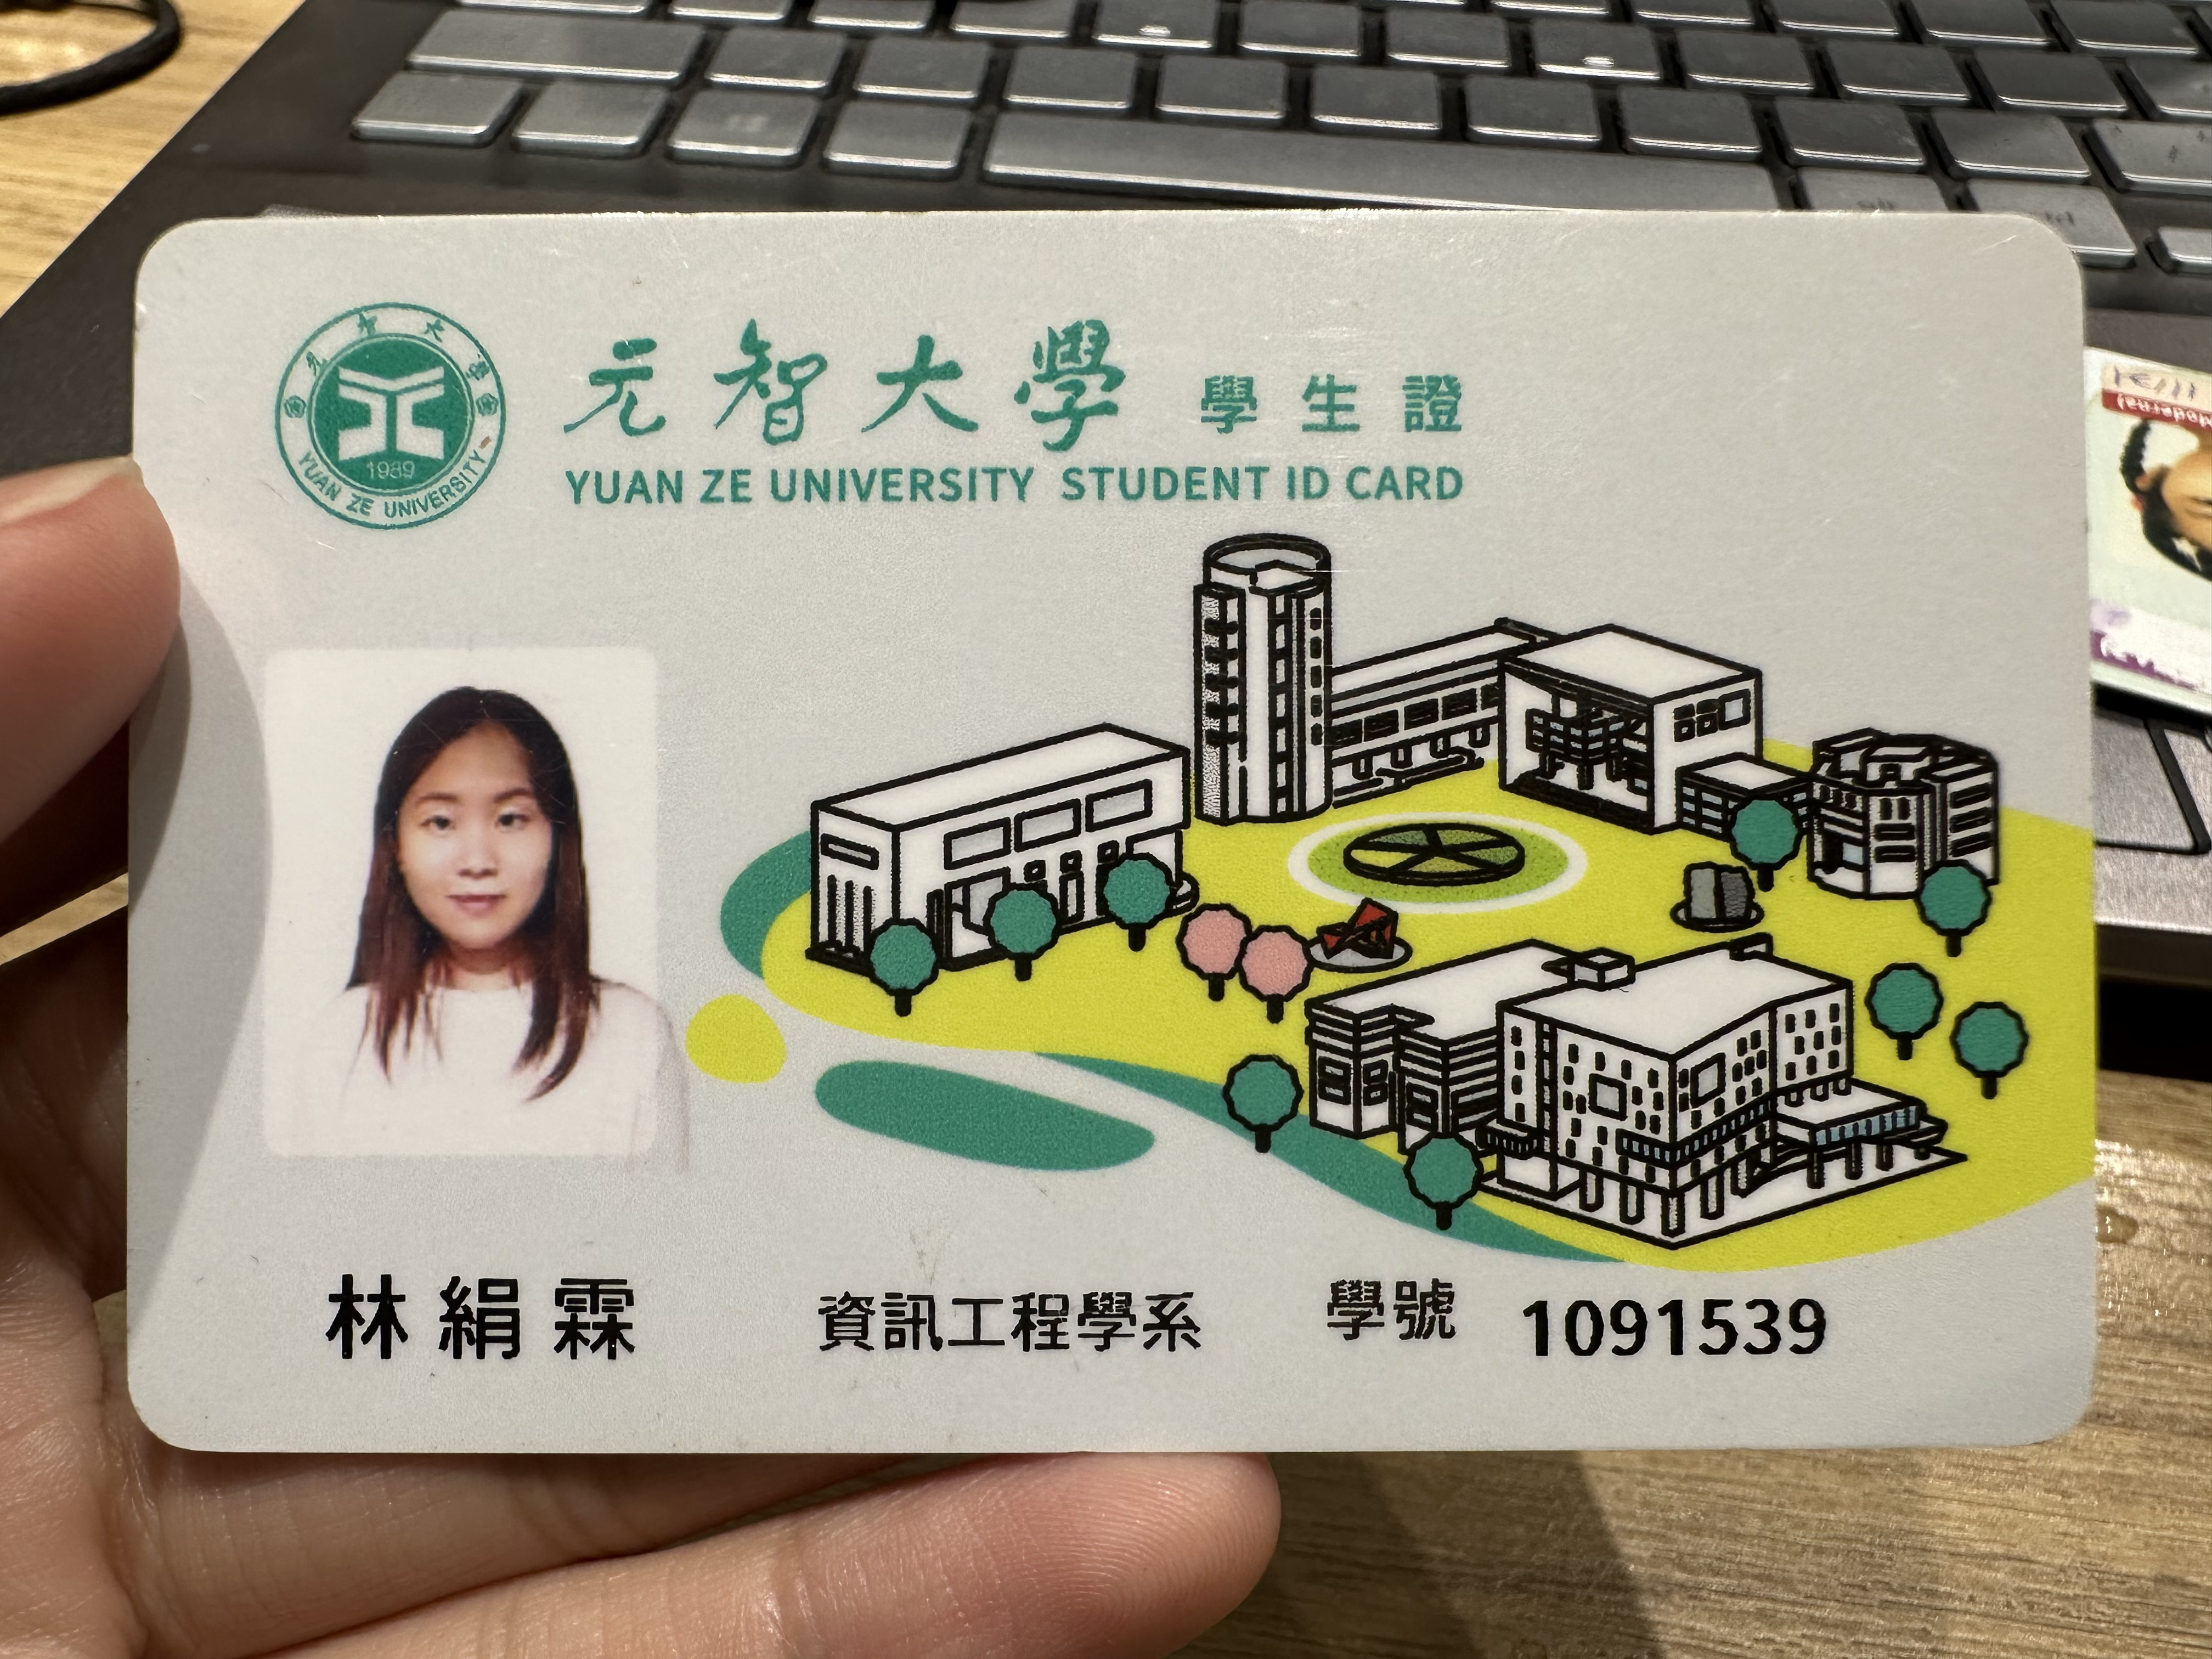 元智大學
1989
YUAN ZE UNIVERSITY
元智大學 學生證
YUAN ZE UNIVERSITY STUDENT ID CARD
林絹霖 資訊工程學系 學號 1091539
alt